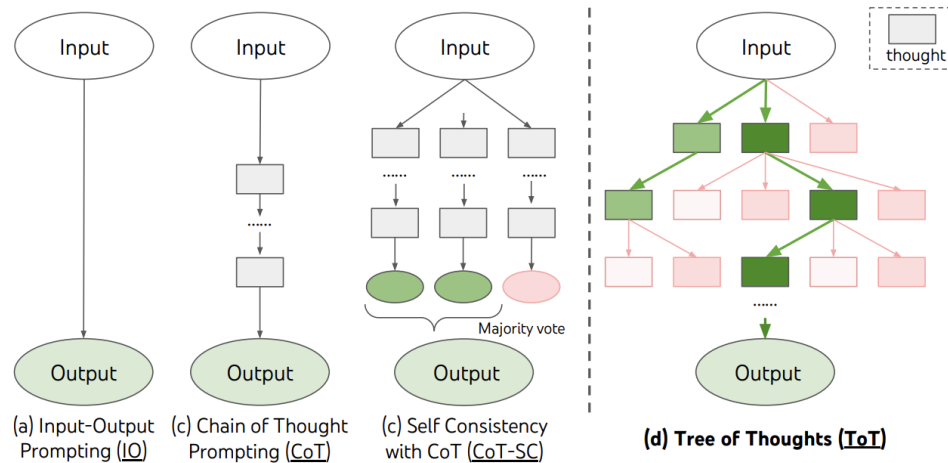 Input
Input
Input
Input
thought
......
......
......
......
......
Majority vote
Output
Output
Output
Output
(a) Input-Output
Prompting (IO)
(c) Chain of Thought
Prompting (CoT)
(c) Self Consistency
with CoT (CoT-SC)
(d) Tree of Thoughts (ToT)